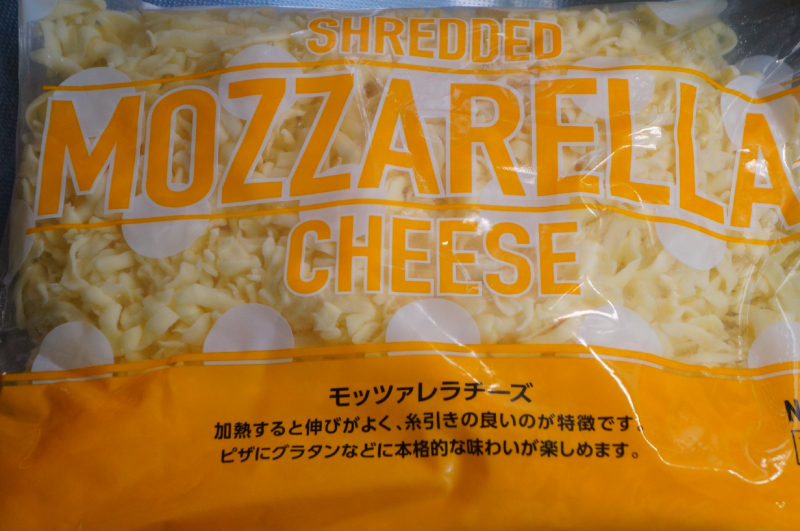 SHREDDED
MOZZARELLA
CHEESE
モッツァレラチーズ
加熱すると伸びがよく、糸引きの良いのが特徴です。
ピザにグラタンなどに本格的な味わいが楽しめます。
N